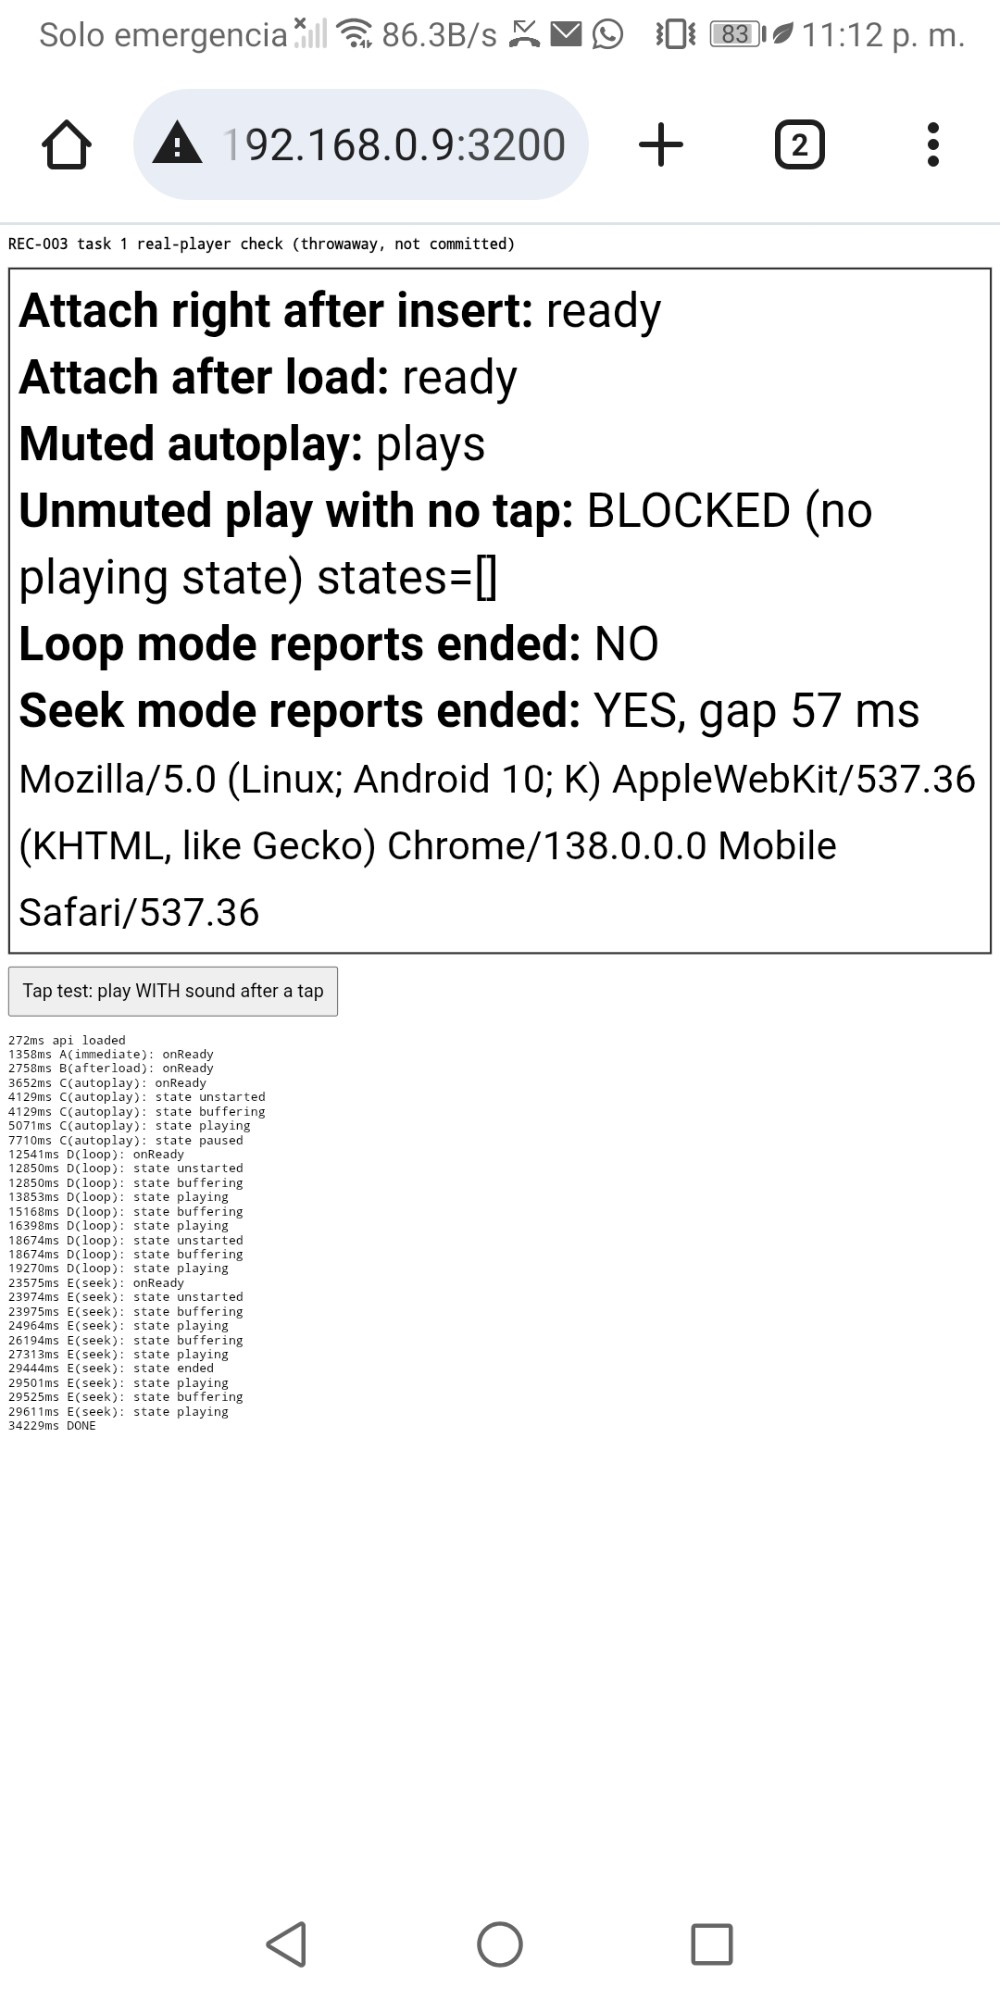 Solo emergencia 86.3B/s 83 11:12 p. m.
192.168.0.9:3200 2
REC-003 task 1 real-player check (throwaway, not committed)
Attach right after insert: ready
Attach after load: ready
Muted autoplay: plays
Unmuted play with no tap: BLOCKED (no
playing state) states=[]
Loop mode reports ended: NO
Seek mode reports ended: YES, gap 57 ms
Mozilla/5.0 (Linux; Android 10; K) AppleWebKit/537.36
(KHTML, like Gecko) Chrome/138.0.0.0 Mobile
Safari/537.36
Tap test: play WITH sound after a tap
272ms api loaded
1358ms A(immediate): onReady
2758ms B(afterload): onReady
3652ms C(autoplay): onReady
4129ms C(autoplay): state unstarted
4129ms C(autoplay): state buffering
5071ms C(autoplay): state playing
7710ms C(autoplay): state paused
12541ms D(loop): onReady
12850ms D(loop): state unstarted
12850ms D(loop): state buffering
13853ms D(loop): state playing
15168ms D(loop): state buffering
16398ms D(loop): state playing
18674ms D(loop): state unstarted
18674ms D(loop): state buffering
19270ms D(loop): state playing
23575ms E(seek): onReady
23974ms E(seek): state unstarted
23975ms E(seek): state buffering
24964ms E(seek): state playing
26194ms E(seek): state buffering
27313ms E(seek): state playing
29444ms E(seek): state ended
29501ms E(seek): state playing
29525ms E(seek): state buffering
29611ms E(seek): state playing
34229ms DONE